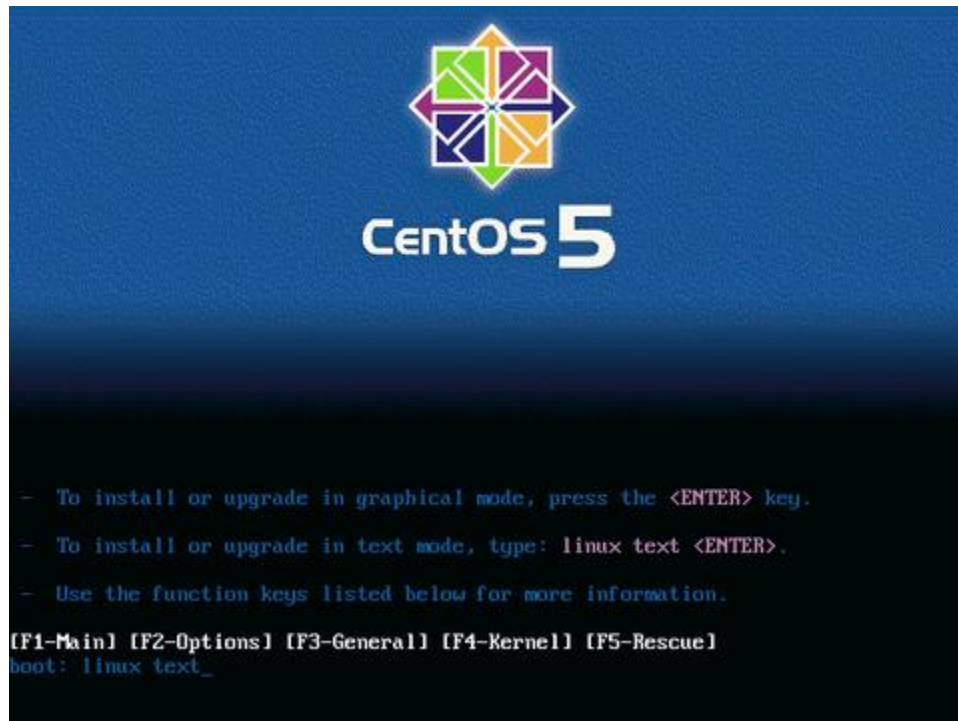 CentOS 5
- To install or upgrade in graphical mode, press the <ENTER> key.
- To install or upgrade in text mode, type: linux text <ENTER>.
- Use the function keys listed below for more information.
[F1-Main] [F2-Options] [F3-General] [F4-Kernel] [F5-Rescue]
boot: linux text_